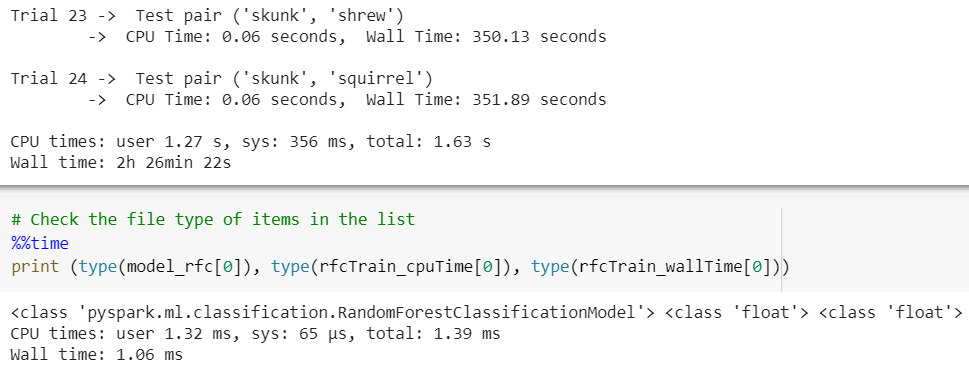 Trial 23 ->  Test pair ('skunk', 'shrew')
        ->  CPU Time: 0.06 seconds,  Wall Time: 350.13 seconds
Trial 24 ->  Test pair ('skunk', 'squirrel')
        ->  CPU Time: 0.06 seconds,  Wall Time: 351.89 seconds
CPU times: user 1.27 s, sys: 356 ms, total: 1.63 s
Wall time: 2h 26min 22s
# Check the file type of items in the list
%%time
print (type(model_rfc[0]), type(rfcTrain_cpuTime[0]), type(rfcTrain_wallTime[0]))
<class 'pyspark.ml.classification.RandomForestClassificationModel'> <class 'float'> <class 'float'>
CPU times: user 1.32 ms, sys: 65 µs, total: 1.39 ms
Wall time: 1.06 ms